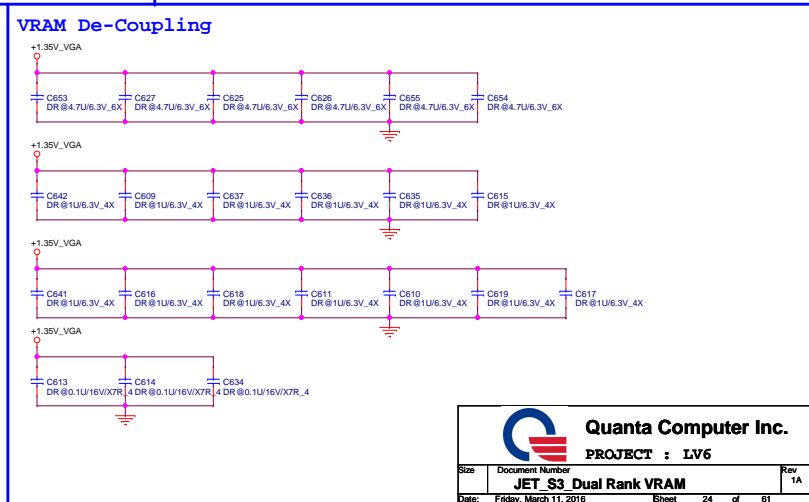 VRAM De-Coupling
+1.35V_VGA
C653 C627 C625 C626 C655 C654
DR@4.7U/6.3V_6X DR@4.7U/6.3V_6X DR@4.7U/6.3V_6X DR@4.7U/6.3V_6X DR@4.7U/6.3V_6X DR@4.7U/6.3V_6X
+1.35V_VGA
C642 C609 C637 C636 C635 C615
DR@1U/6.3V_4X DR@1U/6.3V_4X DR@1U/6.3V_4X DR@1U/6.3V_4X DR@1U/6.3V_4X DR@1U/6.3V_4X
+1.35V_VGA
C641 C616 C618 C611 C610 C619 C617
DR@1U/6.3V_4X DR@1U/6.3V_4X DR@1U/6.3V_4X DR@1U/6.3V_4X DR@1U/6.3V_4X DR@1U/6.3V_4X DR@1U/6.3V_4X
+1.35V_VGA
C613 C614 C634
DR@0.1U/16V/X7R_4 DR@0.1U/16V/X7R_4 DR@0.1U/16V/X7R_4
Quanta Computer Inc.
PROJECT : LV6
Size Document Number Rev
JET_S3_Dual Rank VRAM 1A
Date: Friday, March 11, 2016 Sheet 24 of 61